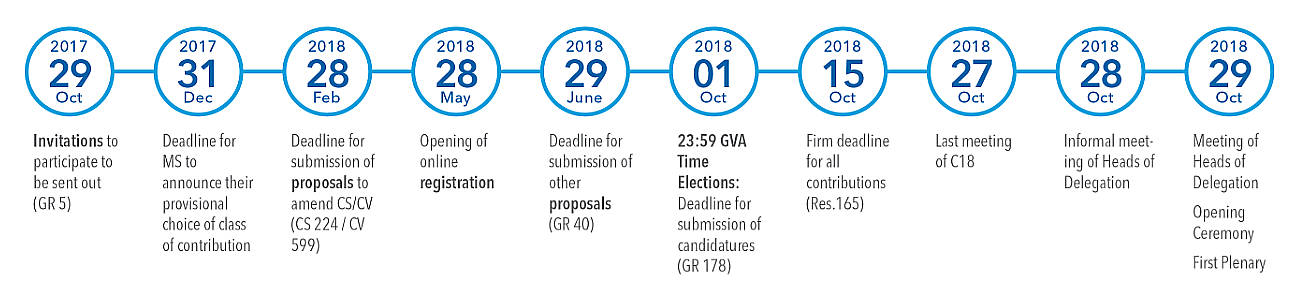 2017
29
Oct
Invitations to
participate to
be sent out
(GR 5)
2017
31
Dec
Deadline for
MS to
announce their
provisional
choice of class
of contribution
2018
28
Feb
Deadline for
submission of
proposals to
amend CS/CV
(CS 224 / CV
599)
2018
28
May
Opening of
online
registration
2018
29
June
Deadline for
submission of
other
proposals
(GR 40)
2018
01
Oct
23:59 GVA
Time
Elections:
Deadline for
submission of
candidatures
(GR 178)
2018
15
Oct
Firm deadline
for all
contributions
(Res.165)
2018
27
Oct
Last meeting
of C18
2018
28
Oct
Informal meet-
ing of Heads of
Delegation
2018
29
Oct
Meeting of
Heads of
Delegation
Opening
Ceremony
First Plenary